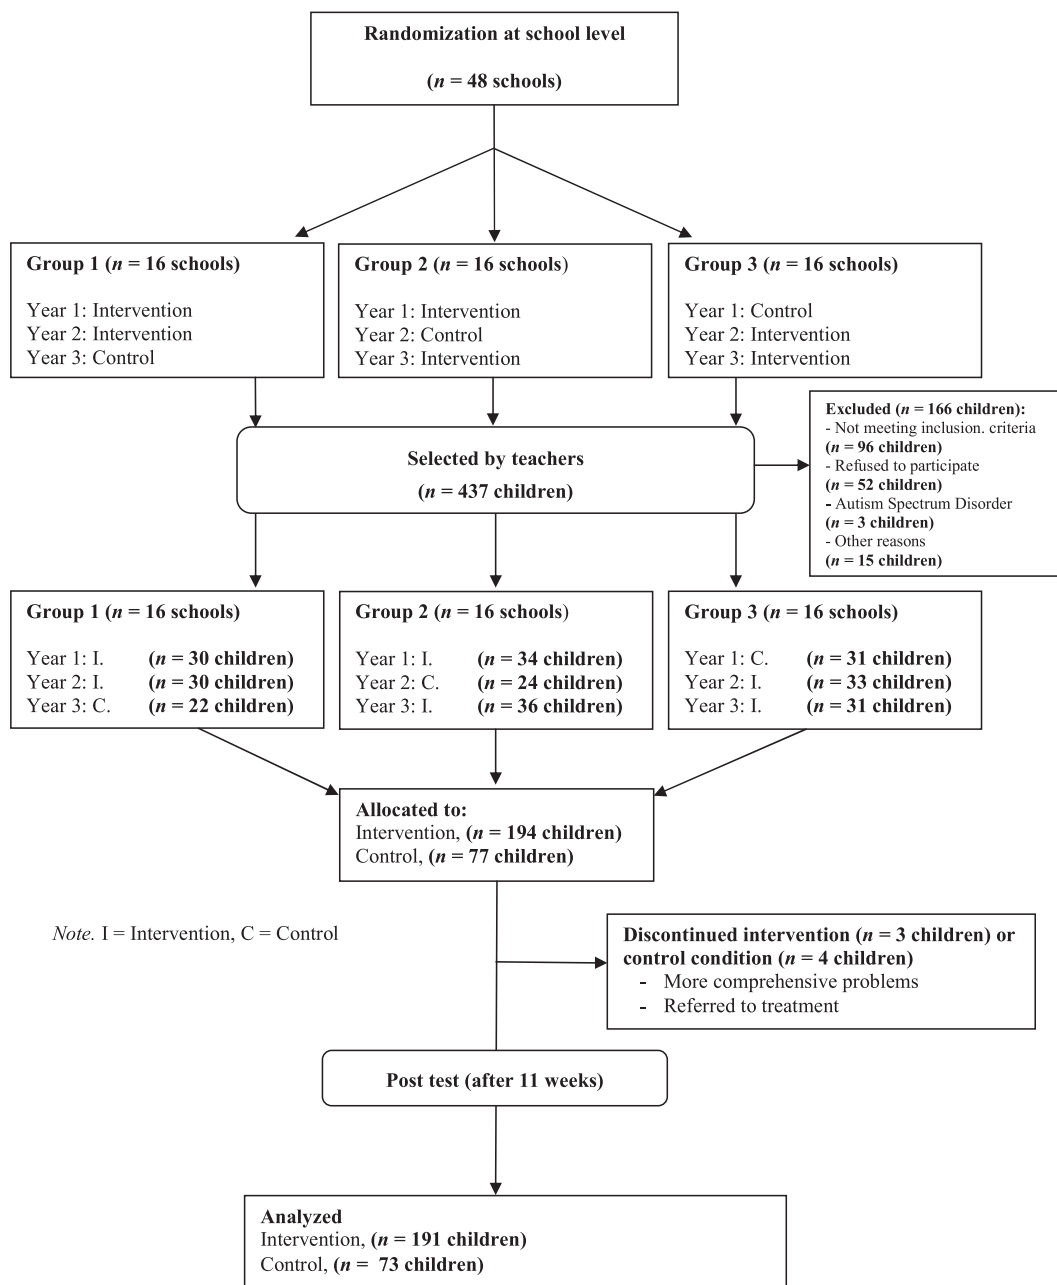 Randomization at school level
(n = 48 schools)
Group 1 (n = 16 schools)
Year 1: Intervention
Year 2: Intervention
Year 3: Control
Group 2 (n = 16 schools)
Year 1: Intervention
Year 2: Control
Year 3: Intervention
Group 3 (n = 16 schools)
Year 1: Control
Year 2: Intervention
Year 3: Intervention
Excluded (n = 166 children):
- Not meeting inclusion. criteria
(n = 96 children)
- Refused to participate
(n = 52 children)
- Autism Spectrum Disorder
(n = 3 children)
- Other reasons
(n = 15 children)
Selected by teachers
(n = 437 children)
Group 1 (n = 16 schools)
Year 1: I. (n = 30 children)
Year 2: I. (n = 30 children)
Year 3: C. (n = 22 children)
Group 2 (n = 16 schools)
Year 1: I. (n = 34 children)
Year 2: C. (n = 24 children)
Year 3: I. (n = 36 children)
Group 3 (n = 16 schools)
Year 1: C. (n = 31 children)
Year 2: I. (n = 33 children)
Year 3: I. (n = 31 children)
Allocated to:
Intervention, (n = 194 children)
Control, (n = 77 children)
Note. I = Intervention, C = Control
Discontinued intervention (n = 3 children) or
control condition (n = 4 children)
- More comprehensive problems
- Referred to treatment
Post test (after 11 weeks)
Analyzed
Intervention, (n = 191 children)
Control, (n = 73 children)